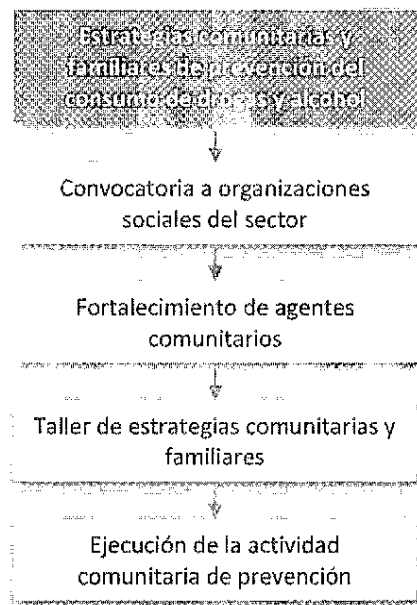 Estrategias comunitarias y
familiares de prevención del
consumo de drogas y alcohol
Convocatoria a organizaciones
sociales del sector
Fortalecimiento de agentes
comunitarios
Taller de estrategias comunitarias y
familiares
Ejecución de la actividad
comunitaria de prevención